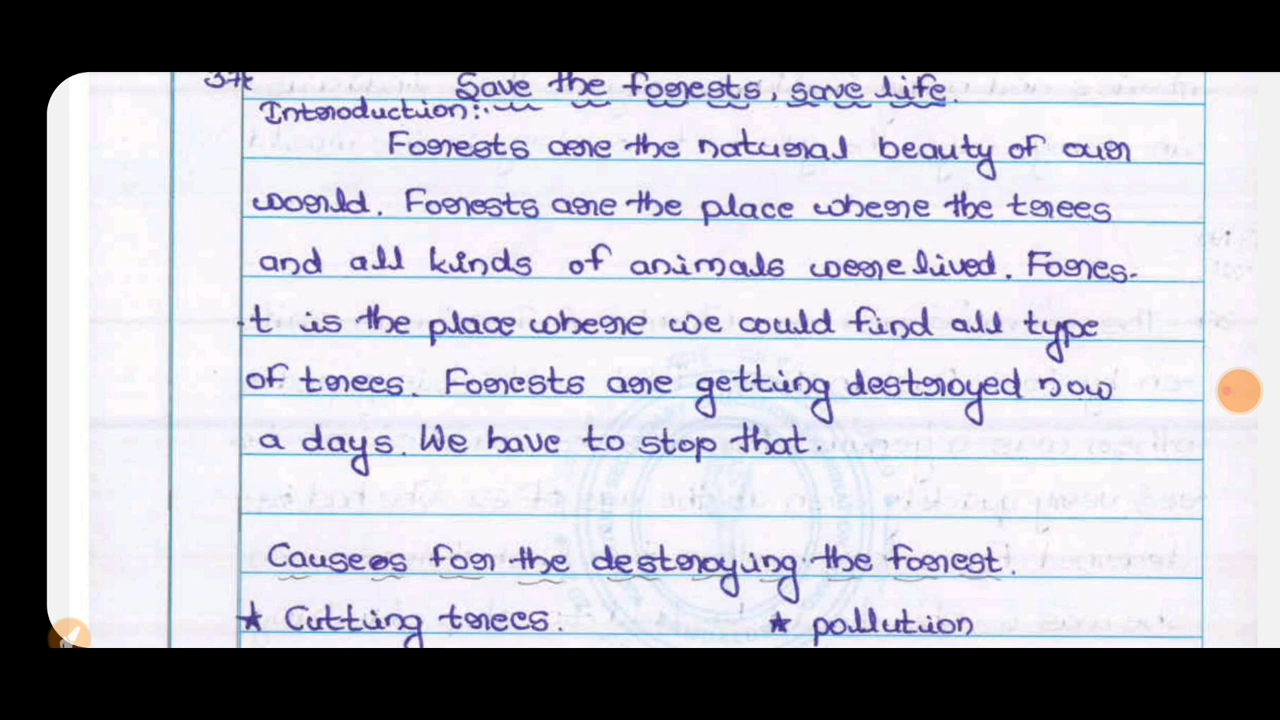 37
Save the forests, save life.
Introduction:
Forests are the natural beauty of our
world. Forests are the place where the trees
and all kinds of animals were lived. Fores-
t is the place where we could find all type
of trees. Forests are getting destroyed now
a days. We have to stop that
Causes for the destroying the forest.
★ Cutting trees. ★ pollution